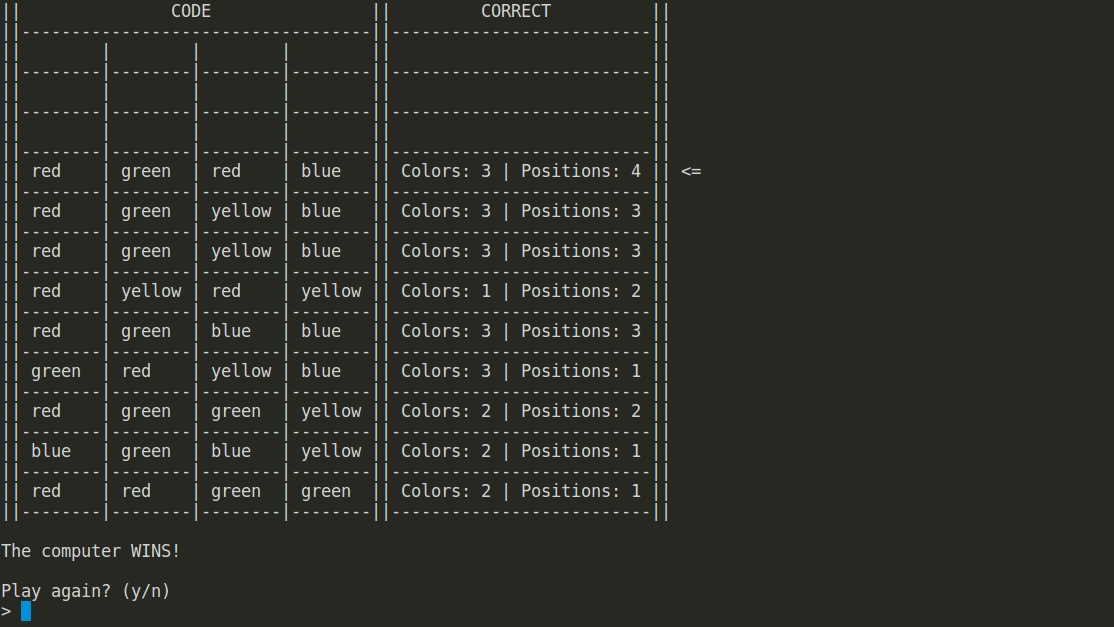 ||               CODE                ||         CORRECT          ||
||-----------------------------------||--------------------------||
||        |        |        |        ||                          ||
||--------|--------|--------|--------||--------------------------||
||        |        |        |        ||                          ||
||--------|--------|--------|--------||--------------------------||
||        |        |        |        ||                          ||
||--------|--------|--------|--------||--------------------------||
|| red    | green  | red    | blue   || Colors: 3 | Positions: 4 || <=
||--------|--------|--------|--------||--------------------------||
|| red    | green  | yellow | blue   || Colors: 3 | Positions: 3 ||
||--------|--------|--------|--------||--------------------------||
|| red    | green  | yellow | blue   || Colors: 3 | Positions: 3 ||
||--------|--------|--------|--------||--------------------------||
|| red    | yellow | red    | yellow || Colors: 1 | Positions: 2 ||
||--------|--------|--------|--------||--------------------------||
|| red    | green  | blue   | blue   || Colors: 3 | Positions: 3 ||
||--------|--------|--------|--------||--------------------------||
|| green  | red    | yellow | blue   || Colors: 3 | Positions: 1 ||
||--------|--------|--------|--------||--------------------------||
|| red    | green  | green  | yellow || Colors: 2 | Positions: 2 ||
||--------|--------|--------|--------||--------------------------||
|| blue   | green  | blue   | yellow || Colors: 2 | Positions: 1 ||
||--------|--------|--------|--------||--------------------------||
|| red    | red    | green  | green  || Colors: 2 | Positions: 1 ||
||--------|--------|--------|--------||--------------------------||
The computer WINS!
Play again? (y/n)
>